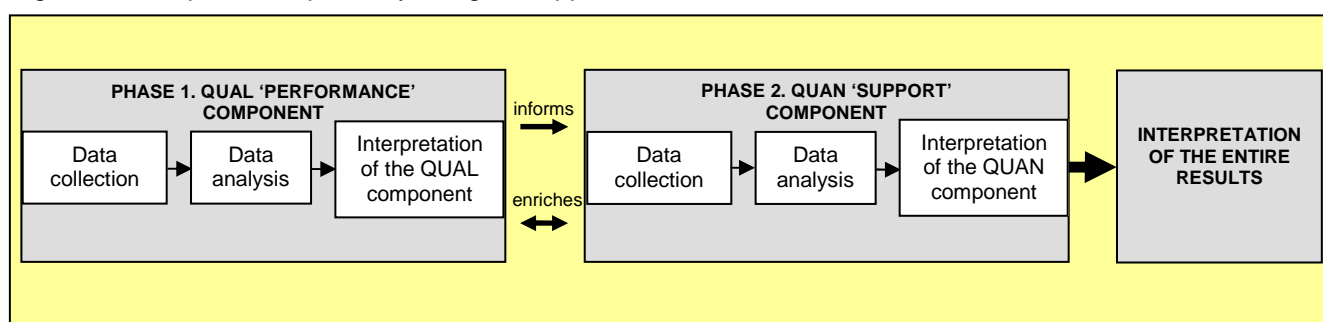 PHASE 1. QUAL ‘PERFORMANCE’
COMPONENT
Data
collection
Data
analysis
Interpretation
of the QUAL
component
informs
enriches
PHASE 2. QUAN ‘SUPPORT’
COMPONENT
Data
collection
Data
analysis
Interpretation
of the QUAN
component
INTERPRETATION
OF THE ENTIRE
RESULTS